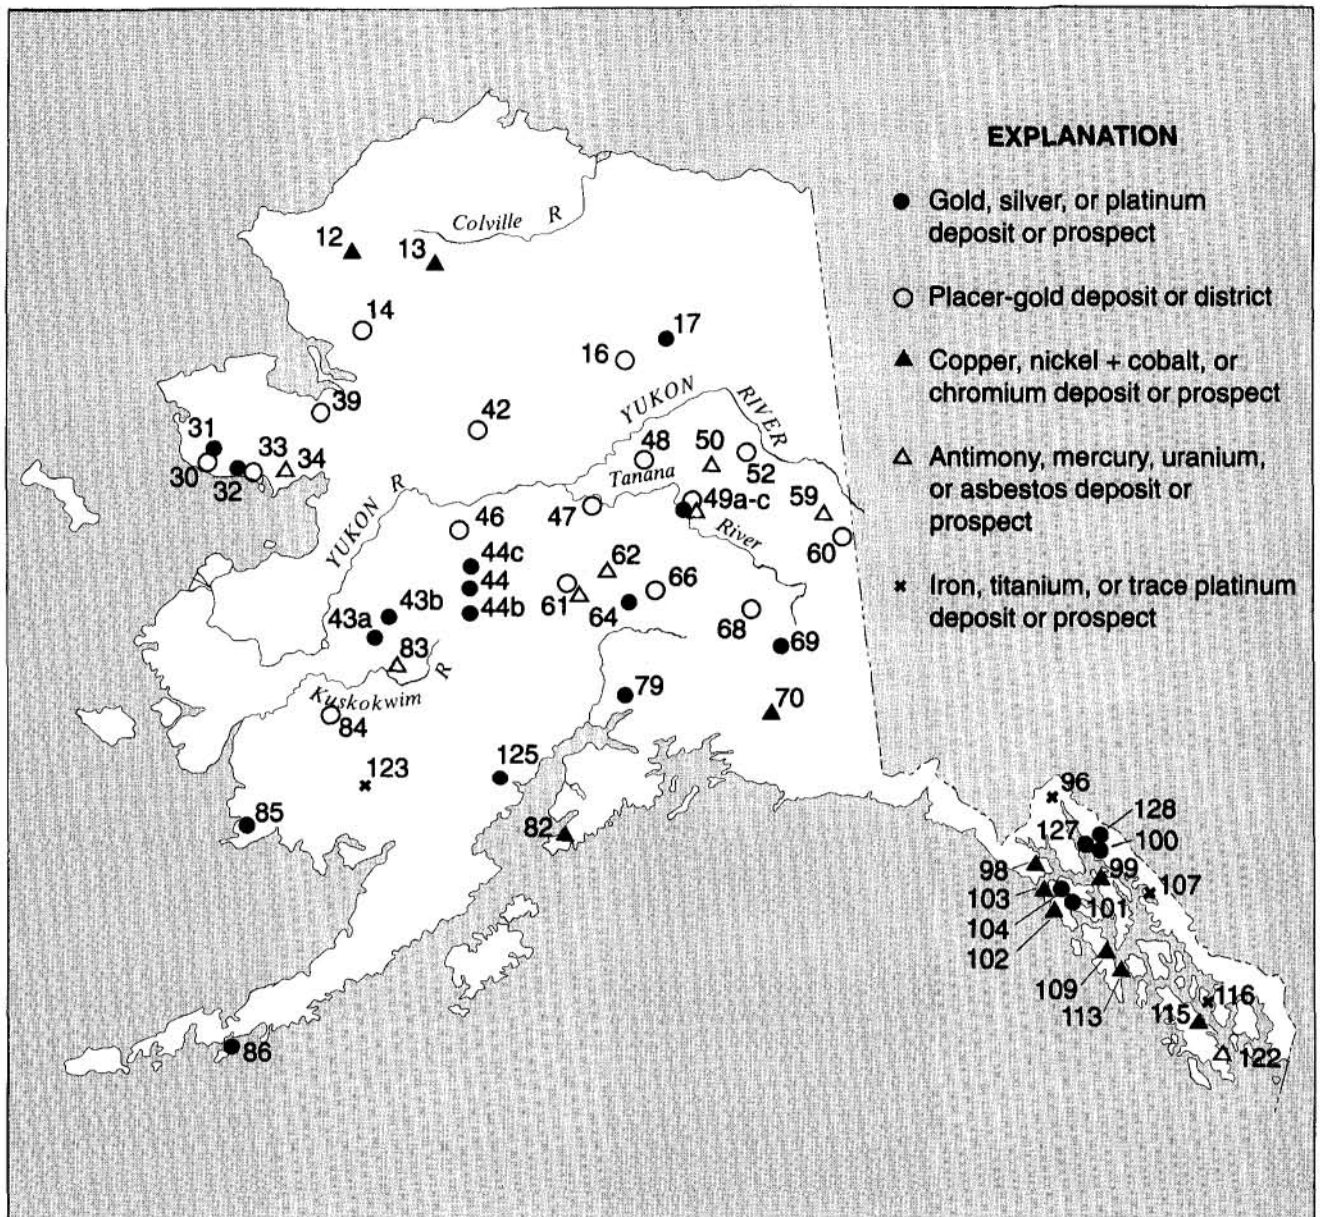 EXPLANATION
Gold, silver, or platinum
deposit or prospect
Placer-gold deposit or district
Copper, nickel + cobalt, or
chromium deposit or prospect
Antimony, mercury, uranium,
or asbestos deposit or
prospect
Iron, titanium, or trace platinum
deposit or prospect
Colville R
12
13
14
17
16
39
42
YUKON RIVER
31
33
34
30
32
48
50
52
Tanana
River
49a-c
59
60
YUKON R
46
47
44c
44
44b
62
61
64
66
68
69
43b
43a
83
Kuskokwim R
84
79
70
123
125
85
82
86
96
128
127
100
98
99
103
107
101
104
102
109
113
116
115
122